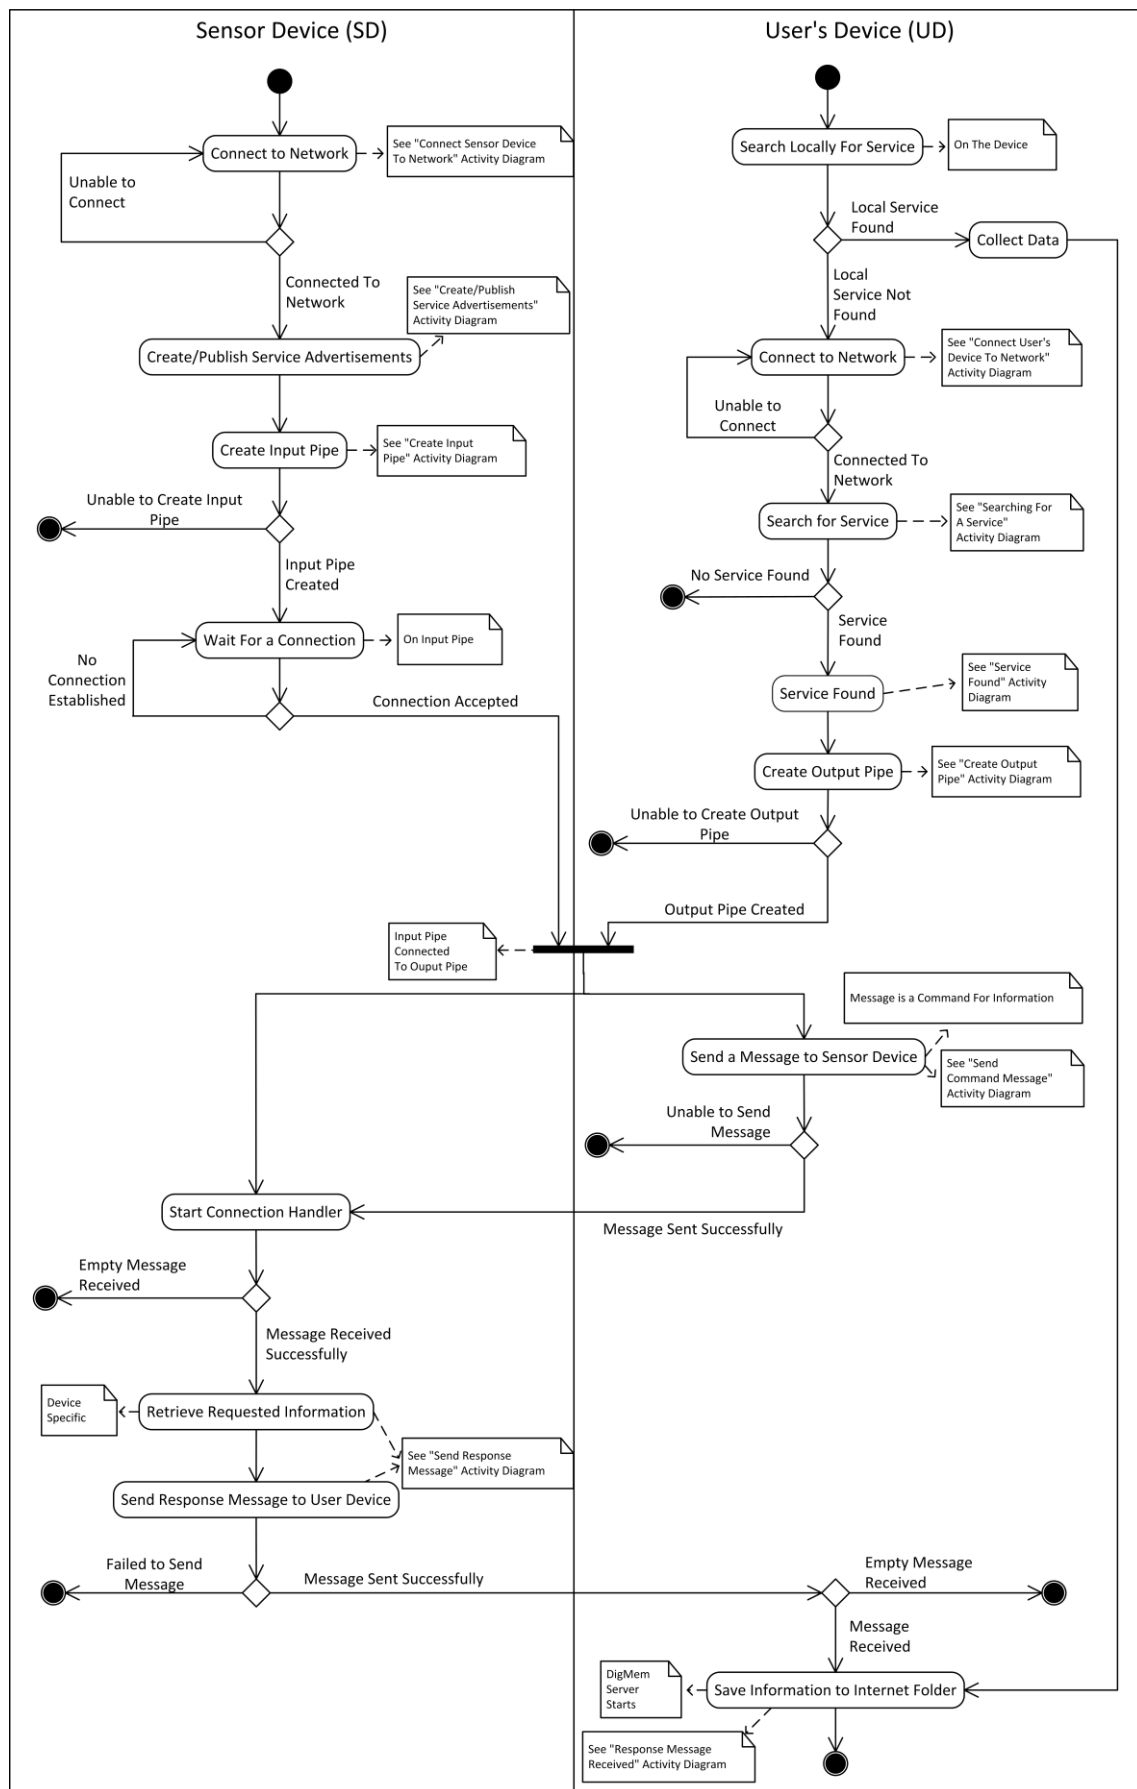 Sensor Device (SD)
User's Device (UD)
Connect to Network
See "Connect Sensor Device
To Network" Activity Diagram
Unable to
Connect
Connected To
Network
See "Create/Publish
Service Advertisements"
Activity Diagram
Create/Publish Service Advertisements
Create Input Pipe
See "Create Input
Pipe" Activity Diagram
Unable to Create Input
Pipe
Input Pipe
Created
Wait For a Connection
On Input Pipe
No
Connection
Established
Connection Accepted
Search Locally For Service
On The Device
Local Service
Found
Collect Data
Local
Service Not
Found
Connect to Network
See "Connect User's
Device To Network"
Activity Diagram
Unable to
Connect
Connected To
Network
Search for Service
See "Searching For
A Service"
Activity Diagram
No Service Found
Service
Found
Service Found
See "Service
Found" Activity
Diagram
Create Output Pipe
See "Create Output
Pipe" Activity Diagram
Unable to Create Output
Pipe
Output Pipe Created
Input Pipe
Connected
To Ouput Pipe
Message is a Command For Information
Send a Message to Sensor Device
See "Send
Command Message"
Activity Diagram
Unable to Send
Message
Start Connection Handler
Message Sent Successfully
Empty Message
Received
Message Received
Successfully
Device
Specific
Retrieve Requested Information
See "Send Response
Message" Activity Diagram
Send Response Message to User Device
Failed to Send
Message
Message Sent Successfully
Empty Message
Received
Message
Received
DigMem
Server
Starts
Save Information to Internet Folder
See "Response Message
Received" Activity Diagram